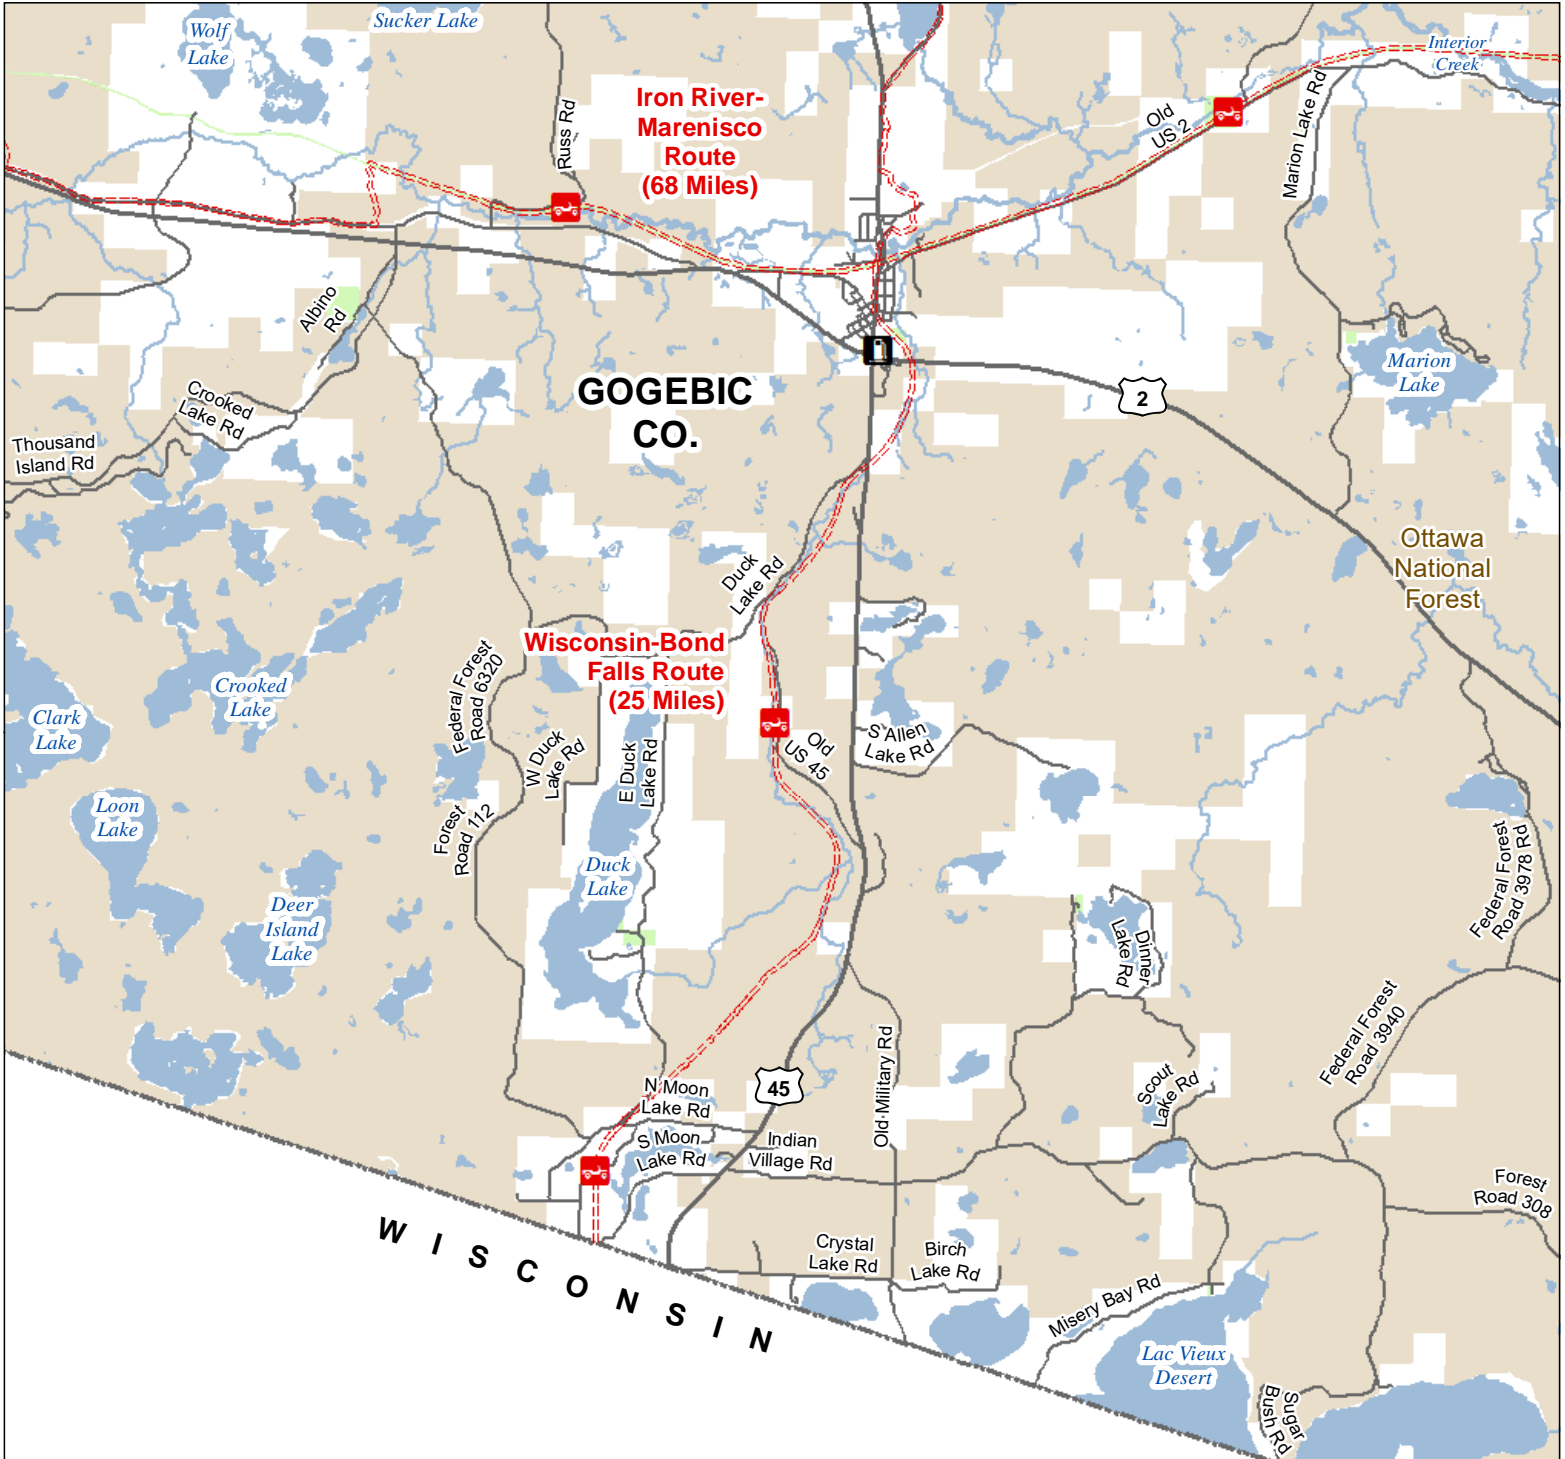 Wolf
Lake
Sucker Lake
Interior
Creek
Russ Rd
Iron River-
Marenisco
Route
(68 Miles)
Old
US 2
Marion Lake Rd
Albino
Rd
Marion
Lake
GOGEBIC
CO.
2
Crooked
Lake Rd
Thousand
Island Rd
Ottawa
National
Forest
Duck
Lake Rd
Wisconsin-Bond
Falls Route
(25 Miles)
Federal Forest
Road 6320
Crooked
Lake
Clark
Lake
W Duck
Lake Rd
E Duck
Lake Rd
Old
US 45
S Allen
Lake Rd
Loon
Lake
Forest
Road 112
Duck
Lake
Federal Forest
Road 3978 Rd
Deer
Island
Lake
Dinner
Lake Rd
Federal Forest
Road 3940
N Moon
Lake Rd
45
Old Military Rd
Scout
Lake Rd
S Moon
Lake Rd
Indian
Village Rd
Forest
Road 308
WISCONSIN
Crystal
Lake Rd
Birch
Lake Rd
Misery Bay Rd
Lac Vieux
Desert
Sugar
Bush Rd